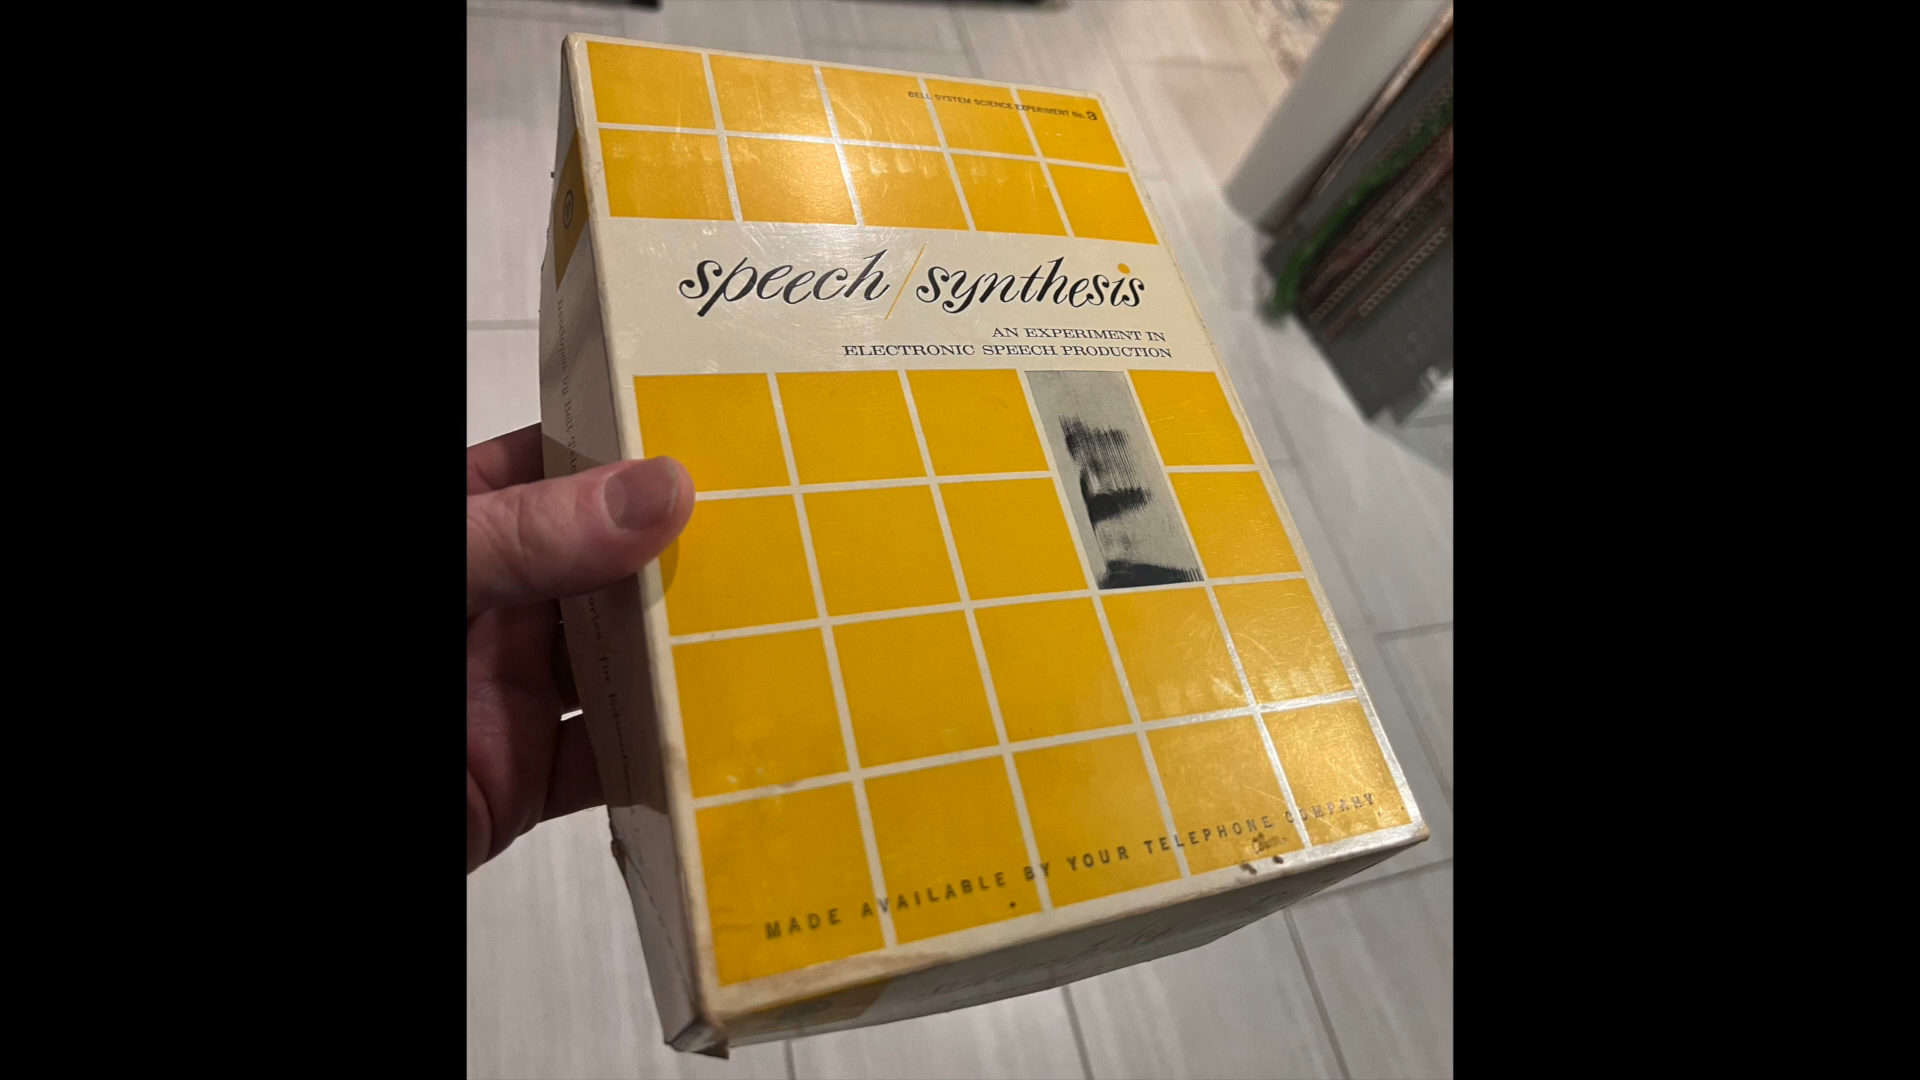 BELL SYSTEM SCIENCE EXPERIMENT No. 3
speech/synthesis
AN EXPERIMENT IN
ELECTRONIC SPEECH PRODUCTION
MADE AVAILABLE BY YOUR TELEPHONE COMPANY